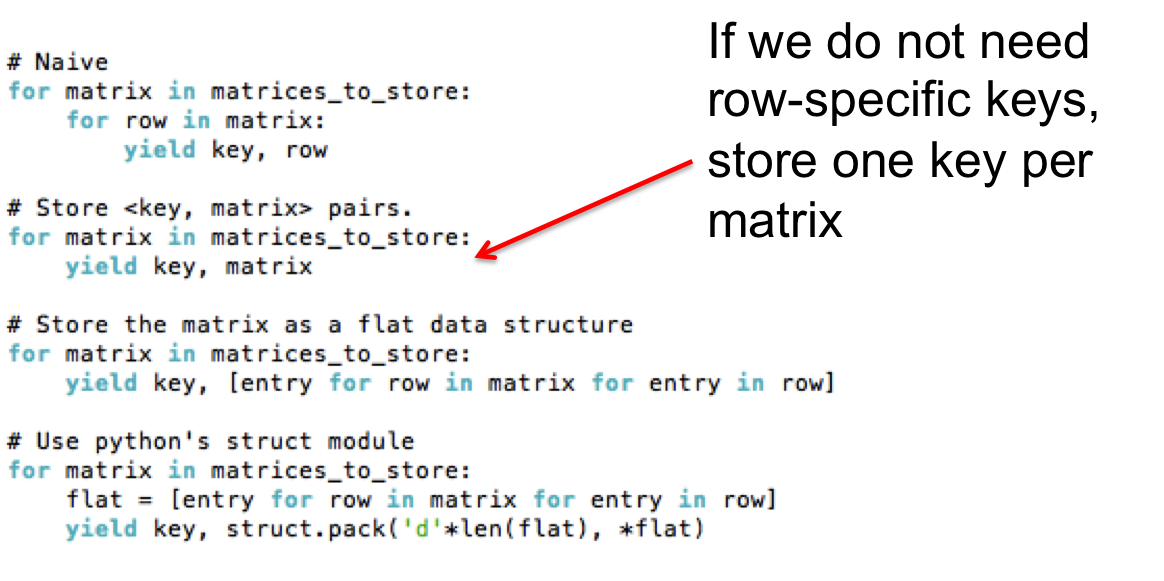 # Naive
for matrix in matrices_to_store:
    for row in matrix:
        yield key, row

# Store <key, matrix> pairs.
for matrix in matrices_to_store:
    yield key, matrix

# Store the matrix as a flat data structure
for matrix in matrices_to_store:
    yield key, [entry for row in matrix for entry in row]

# Use python's struct module
for matrix in matrices_to_store:
    flat = [entry for row in matrix for entry in row]
    yield key, struct.pack('d'*len(flat), *flat)

If we do not need
row-specific keys,
store one key per
matrix